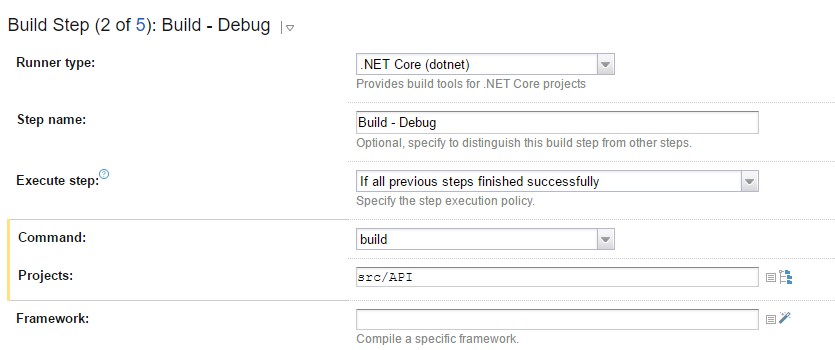 Build Step (2 of 5): Build - Debug
Runner type:
.NET Core (dotnet)
Provides build tools for .NET Core projects
Step name:
Build - Debug
Optional, specify to distinguish this build step from other steps.
Execute step:?
If all previous steps finished successfully
Specify the step execution policy.
Command:
build
Projects:
src/API
Framework:
Compile a specific framework.